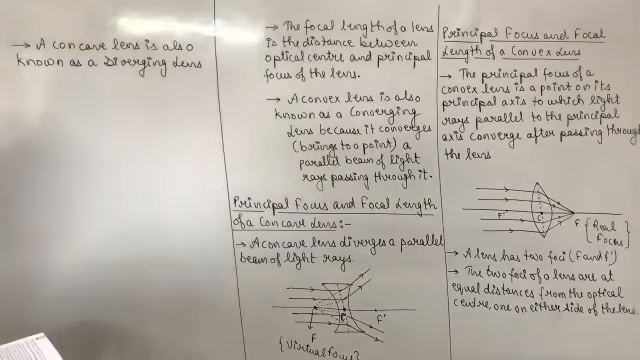 → A concave lens is also
known as a Diverging Lens
→ The focal length of a lens
is the distance between
optical centre and principal
focus of the lens.
→ A convex lens is also
known as a Converging
Lens because it converges
(brings to a point) a
parallel beam of light
rays passing through it.
Principal Focus and Focal Length
of a Concave Lens:-
→ A concave lens diverges a parallel
beam of light rays.
C
F'
F
{Virtual Focus}
Principal Focus and Focal
Length of a Convex Lens
→ The principal focus of a
convex lens is a point on its
principal axis to which light
rays parallel to the principal
axis converge after passing through
the lens
F'
C
F {Real
Focus}
→ A lens has two foci (F and F')
→ The two foci of a lens are at
equal distances from the optical
centre, one on either side of the lens